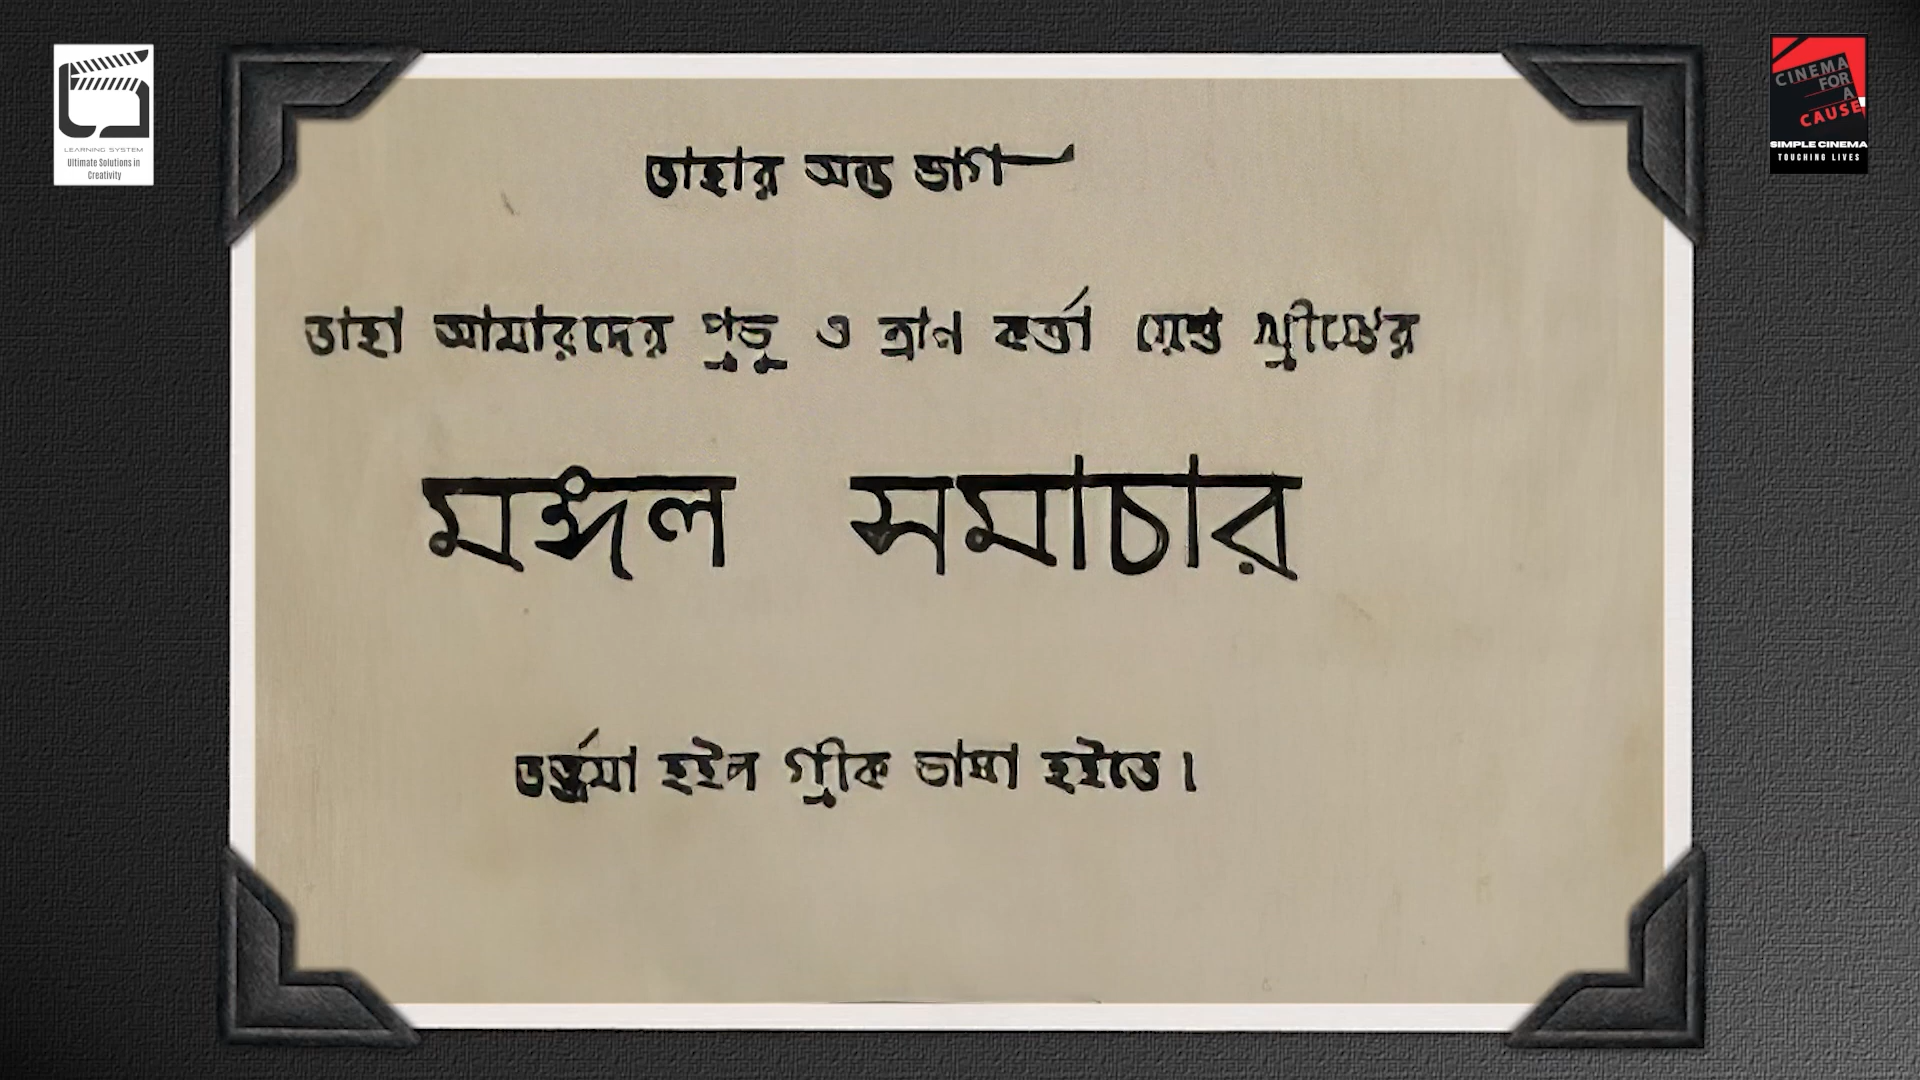 LEARNING SYSTEM
Ultimate Solutions in
Creativity
CINEMA
FOR
A
CAUSE
SIMPLE CINEMA
TOUCHING LIVES
তাহার অন্ত ভাগ—
তাহা আমারদের প্রভু ও ত্রাণ কর্ত্তা য়েশু খ্রীষ্টের
মঙ্গল সমাচার
তর্জ্জমা হইল গ্রীক ভাষা হইতে।